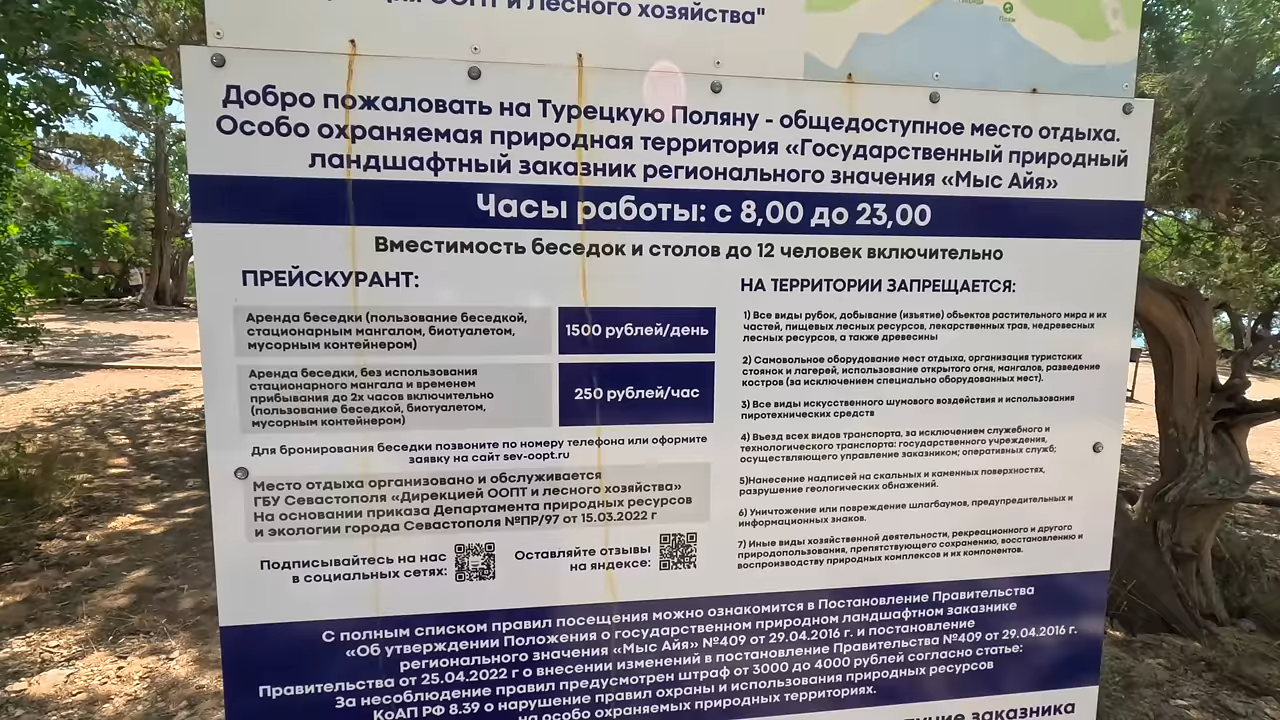 ООПТ и Лесного хозяйства"
Пляж
Добро пожаловать на Турецкую Поляну - общедоступное место отдыха.
Особо охраняемая природная территория «Государственный природный
ландшафтный заказник регионального значения «Мыс Айя»
Часы работы: с 8,00 до 23,00
Вместимость беседок и столов до 12 человек включительно
ПРЕЙСКУРАНТ:
Аренда беседки (пользование беседкой,
стационарным мангалом, биотуалетом,
мусорным контейнером)
1500 рублей/день
Аренда беседки, без использования
стационарного мангала и временем
прибывания до 2х часов включительно
(пользование беседкой, биотуалетом,
мусорным контейнером)
250 рублей/час
Для бронирования беседки позвоните по номеру телефона или оформите
заявку на сайт sev-oopt.ru
Место отдыха организовано и обслуживается
ГБУ Севастополя «Дирекцией ООПТ и лесного хозяйства»
На основании приказа Департамента природных ресурсов
и экологии города Севастополя №ПР/97 от 15.03.2022 г
Подписывайтесь на нас
в социальных сетях:
Оставляйте отзывы
на яндексе:
НА ТЕРРИТОРИИ ЗАПРЕЩАЕТСЯ:
1) Все виды рубок, добывание (изъятие) объектов растительного мира и их
частей, пищевых лесных ресурсов, лекарственных трав, недревесных
лесных ресурсов, а также древесины
2) Самовольное оборудование мест отдыха, организация туристских
стоянок и лагерей, использование открытого огня, мангалов, разведение
костров (за исключением специально оборудованных мест).
3) Все виды искусственного шумового воздействия и использования
пиротехнических средств
4) Въезд всех видов транспорта, за исключением служебного и
технологического транспорта: государственного учреждения,
осуществляющего управление заказником; оперативных служб;
5)Нанесение надписей на скальных и каменных поверхностях,
разрушение геологических обнажений.
6) Уничтожение или повреждение шлагбаумов, предупредительных и
информационных знаков.
7) Иные виды хозяйственной деятельности, рекреационного и другого
природопользования, препятствующего сохранению, восстановлению и
воспроизводству природных комплексов и их компонентов.
С полным списком правил посещения можно ознакомится в Постановление Правительства
«Об утверждении Положения о государственном природном ландшафтном заказнике
регионального значения «Мыс Айя» №409 от 29.04.2016 г. и постановление
Правительства от 25.04.2022 г о внесении изменений в постановление Правительства №409 от 29.04.2016 г.
За несоблюдение правил предусмотрен штраф от 3000 до 4000 рублей согласно статье:
КоАП РФ 8.39 о нарушение правил охраны и использования природных ресурсов
на особо охраняемых природных территориях.
заказника